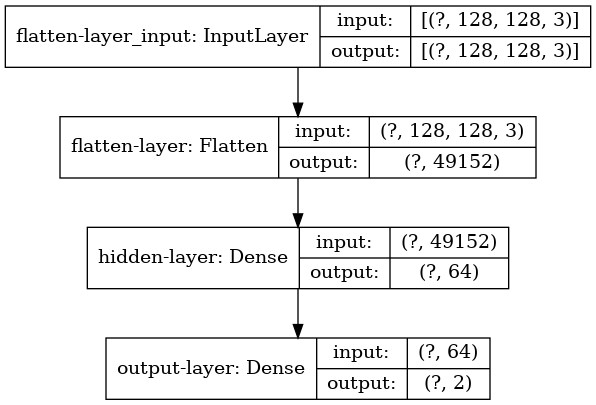 flatten-layer_input: InputLayer
input: [(?, 128, 128, 3)]
output: [(?, 128, 128, 3)]
flatten-layer: Flatten
input: (?, 128, 128, 3)
output: (?, 49152)
hidden-layer: Dense
input: (?, 49152)
output: (?, 64)
output-layer: Dense
input: (?, 64)
output: (?, 2)